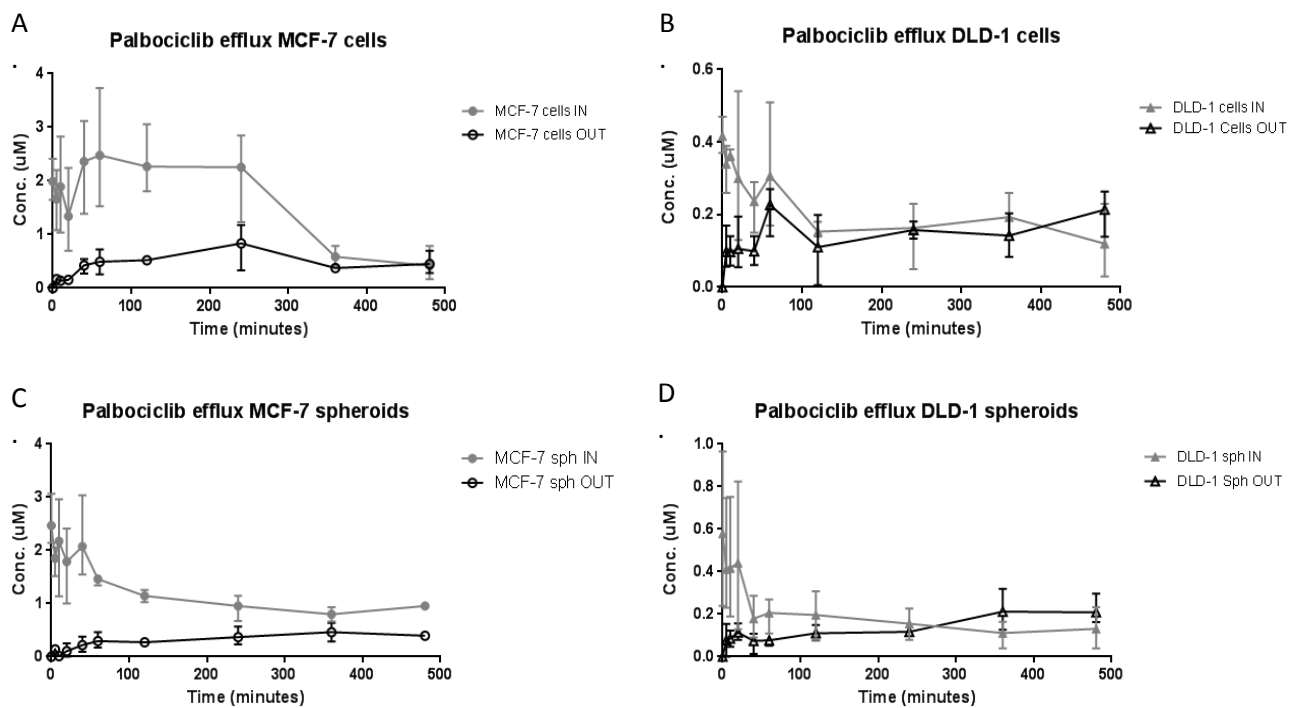 A
Palbociclib efflux MCF-7 cells
.
4
3
2
1
0
Conc. (uM)
0 100 200 300 400 500
Time (minutes)
MCF-7 cells IN
MCF-7 cells OUT
B
Palbociclib efflux DLD-1 cells
.
0.6
0.4
0.2
0.0
Conc. (uM)
0 100 200 300 400 500
Time (minutes)
DLD-1 cells IN
DLD-1 Cells OUT
C
Palbociclib efflux MCF-7 spheroids
.
4
3
2
1
0
Conc. (uM)
0 100 200 300 400 500
Time (minutes)
MCF-7 sph IN
MCF-7 sph OUT
D
Palbociclib efflux DLD-1 spheroids
.
1.0
0.8
0.6
0.4
0.2
0.0
Conc. (uM)
0 100 200 300 400 500
Time (minutes)
DLD-1 sph IN
DLD-1 Sph OUT